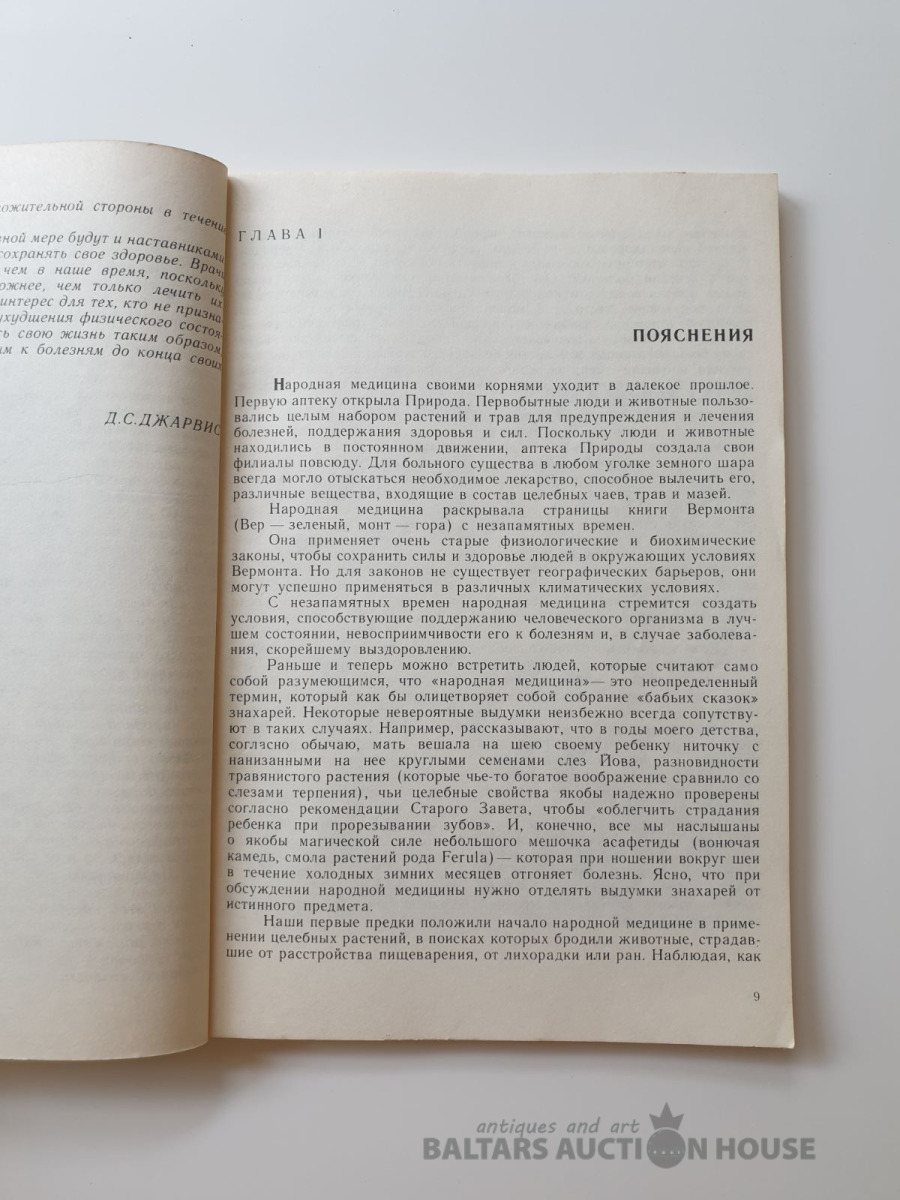 ожительной стороны в течени
ной мере будут и наставниками
сохранять свое здоровье. Врач
чем в наше время, поскольку
ожнее, чем только лечить их
интерес для тех, кто не призна-
ухудшения физического состоя-
ть свою жизнь таким образом,
ым к болезням до конца своих
Д.С.ДЖАРВИС
ГЛАВА I
ПОЯСНЕНИЯ
Народная медицина своими корнями уходит в далекое прошлое.
Первую аптеку открыла Природа. Первобытные люди и животные пользо-
вались целым набором растений и трав для предупреждения и лечения
болезней, поддержания здоровья и сил. Поскольку люди и животные
находились в постоянном движении, аптека Природы создала свои
филиалы повсюду. Для больного существа в любом уголке земного шара
всегда могло отыскаться необходимое лекарство, способное вылечить его,
различные вещества, входящие в состав целебных чаев, трав и мазей.
Народная медицина раскрывала страницы книги Вермонта
(Вер — зеленый, монт — гора) с незапамятных времен.
Она применяет очень старые физиологические и биохимические
законы, чтобы сохранить силы и здоровье людей в окружающих условиях
Вермонта. Но для законов не существует географических барьеров, они
могут успешно применяться в различных климатических условиях.
С незапамятных времен народная медицина стремится создать
условия, способствующие поддержанию человеческого организма в луч-
шем состоянии, невосприимчивости его к болезням и, в случае заболева-
ния, скорейшему выздоровлению.
Раньше и теперь можно встретить людей, которые считают само
собой разумеющимся, что «народная медицина»— это неопределенный
термин, который как бы олицетворяет собой собрание «бабьих сказок»
знахарей. Некоторые невероятные выдумки неизбежно всегда сопутству-
ют в таких случаях. Например, рассказывают, что в годы моего детства,
согласно обычаю, мать вешала на шею своему ребенку ниточку с
нанизанными на нее круглыми семенами слез Йова, разновидности
травянистого растения (которые чье-то богатое воображение сравнило со
слезами терпения), чьи целебные свойства якобы надежно проверены
согласно рекомендации Старого Завета, чтобы «облегчить страдания
ребенка при прорезывании зубов». И, конечно, все мы наслышаны
о якобы магической силе небольшого мешочка асафетиды (вонючая
камедь, смола растений рода Ferula)— которая при ношении вокруг шеи
в течение холодных зимних месяцев отгоняет болезнь. Ясно, что при
обсуждении народной медицины нужно отделять выдумки знахарей от
истинного предмета.
Наши первые предки положили начало народной медицине в приме-
нении целебных растений, в поисках которых бродили животные, страдав-
шие от расстройства пищеварения, от лихорадки или ран. Наблюдая, как
9
antiques and art
BALTARS AUCTION HOUSE